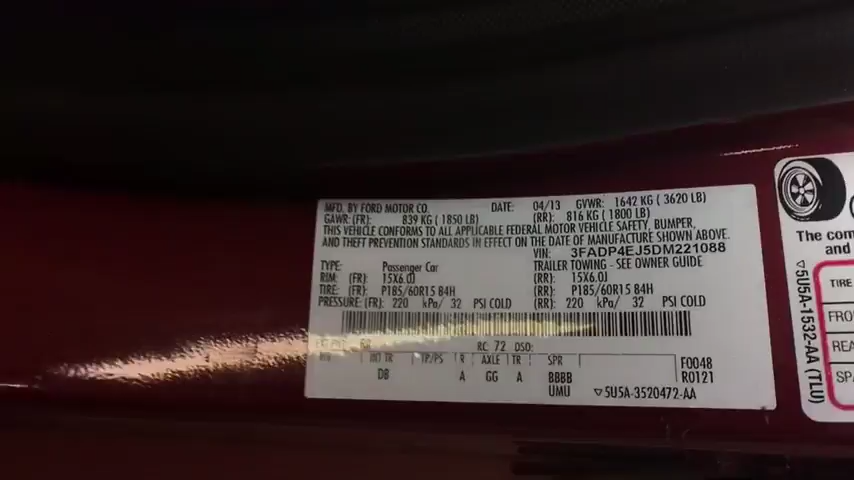 MFD. BY FORD MOTOR CO. DATE: 04/13 GVWR: 1642 KG ( 3620 LB)
GAWR: (FR): 839 KG ( 1850 LB) (RR): 816 KG ( 1800 LB)
THIS VEHICLE CONFORMS TO ALL APPLICABLE FEDERAL MOTOR VEHICLE SAFETY, BUMPER,
AND THEFT PREVENTION STANDARDS IN EFFECT ON THE DATE OF MANUFACTURE SHOWN ABOVE.
VIN: 3FADP4EJ5DM221088
TYPE: Passenger Car TRAILER TOWING - SEE OWNER GUIDE
RIM: (FR): 15X6.0J (RR): 15X6.0J
TIRE: (FR): P185/60R15 84H (RR): P185/60R15 84H
PRESSURE: (FR): 220 kPa/ 32 PSI COLD (RR): 220 kPa/ 32 PSI COLD
RC: 72 DSO:
INT TR TP/PS R AXLE TR SPR F0048
DB A GG A BBBB R0121
UMU ▽5U5A-3520472-AA
The com
and
▽5U5A-1532-AA (TLU)
TIRE
FRO
REA
SPA